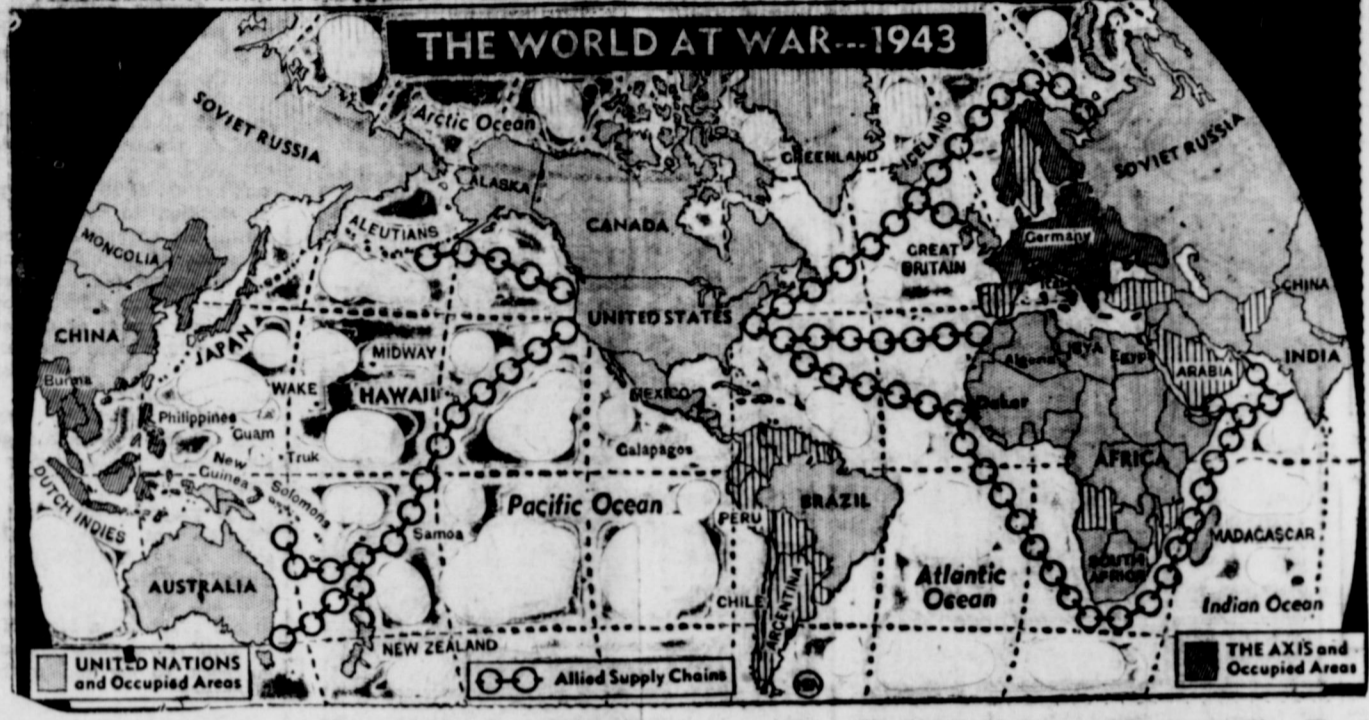 THE WORLD AT WAR---1943
SOVIET RUSSIA
Arctic Ocean
ALASKA
GREENLAND
ICELAND
SOVIET RUSSIA
CANADA
ALEUTIANS
MONGOLIA
GREAT
BRITAIN
Germany
CHINA
CHINA
JAPAN
UNITED STATES
MIDWAY
INDIA
Burma
WAKE
HAWAII
MEXICO
ARABIA
Philippines
Guam
Dakar
Truk
Galapagos
AFRICA
New
Guinea
Solomons
DUTCH INDIES
Pacific Ocean
BRAZIL
PERU
Samoa
MADAGASCAR
AUSTRALIA
SOUTH
AFRICA
Atlantic
Ocean
CHILE
ARGENTINA
Indian Ocean
NEW ZEALAND
UNITED NATIONS
and Occupied Areas
Allied Supply Chains
THE AXIS and
Occupied Areas